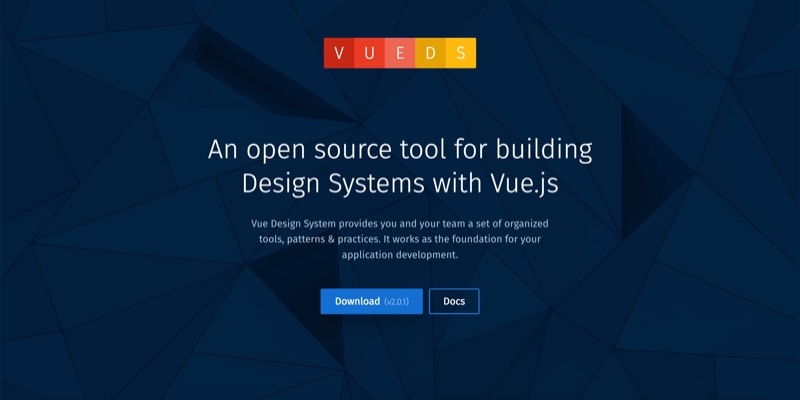 VUEDS
An open source tool for building
Design Systems with Vue.js
Vue Design System provides you and your team a set of organized
tools, patterns & practices. It works as the foundation for your
application development.
Download (v2.0.1)
Docs